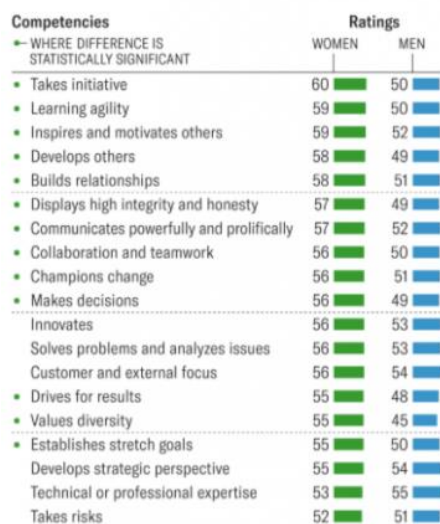 Competencies Ratings
WHERE DIFFERENCE IS WOMEN MEN
STATISTICALLY SIGNIFICANT
• Takes initiative 60 50
• Learning agility 59 50
• Inspires and motivates others 59 52
• Develops others 58 49
• Builds relationships 58 51
• Displays high integrity and honesty 57 49
• Communicates powerfully and prolifically 57 52
• Collaboration and teamwork 56 50
• Champions change 56 51
• Makes decisions 56 49
Innovates 56 53
Solves problems and analyzes issues 56 53
Customer and external focus 56 54
• Drives for results 55 48
• Values diversity 55 45
• Establishes stretch goals 55 50
Develops strategic perspective 55 54
Technical or professional expertise 53 55
Takes risks 52 51